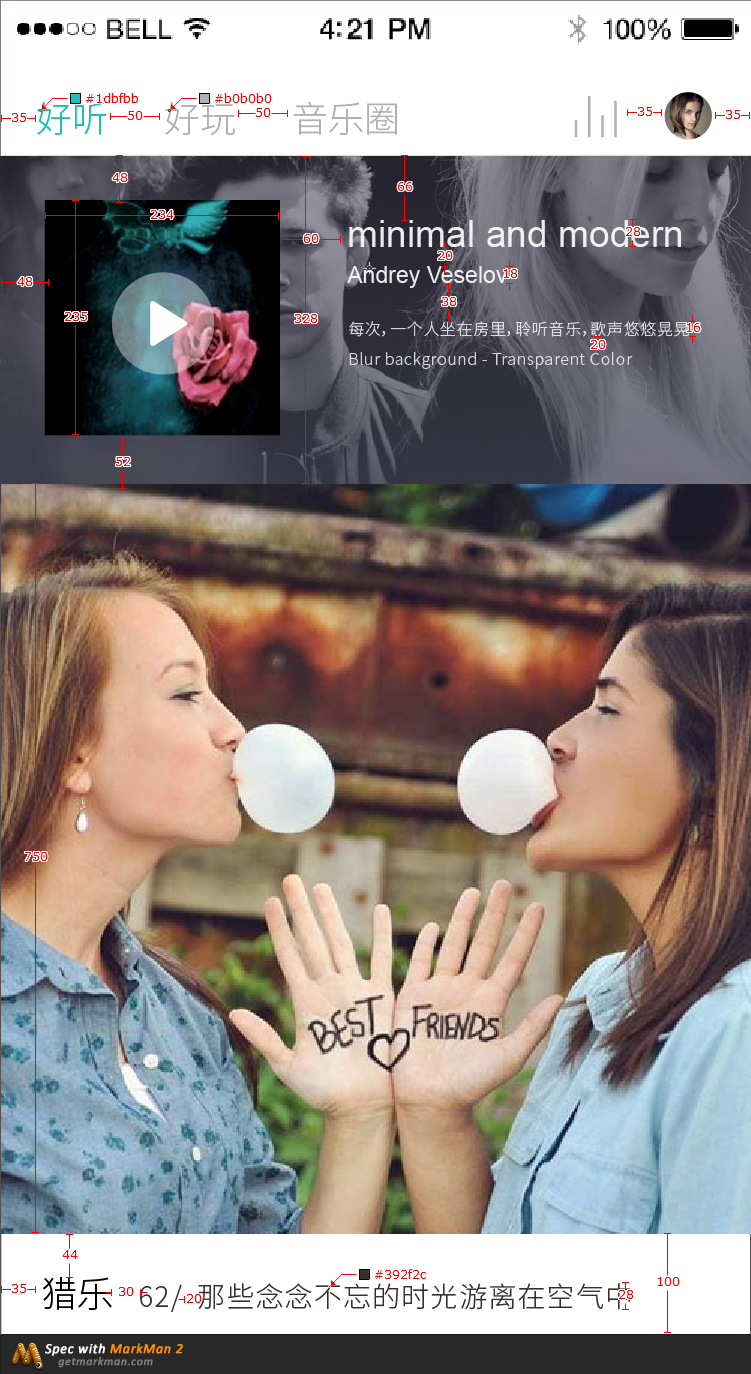 BELL 4:21 PM 100%
#1dbfbb #b0b0b0
35 好听 50 好玩 50 音乐圈 35 35
48 66
234
60 minimal and modern 28
20
48 Andrey Veselov 18
38
235 328 每次,一个人坐在房里,聆听音乐,歌声悠悠晃晃 16
20
Blur background - Transparent Color
52
750
BEST FRIENDS
44
#392f2c
35 猎乐 30 62/ 20 那些念念不忘的时光游离在空气中 28 100
Spec with MarkMan 2
getmarkman.com